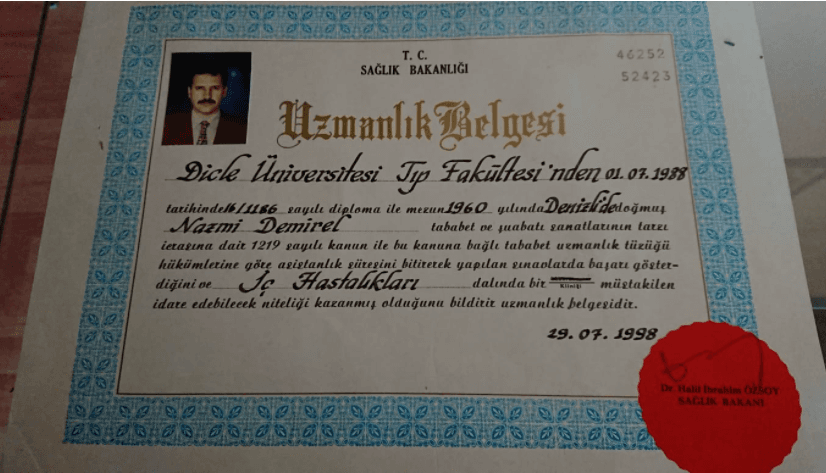 T. C.
SAĞLIK BAKANLIĞI
46252
52423
Uzmanlık Belgesi
Dicle Üniversitesi Tıp Fakültesi'nden 01.07.1988
tarihinde 16/1186 sayılı diploma ile mezun 1960 yılında Denizli'de doğmuş
Nazmi Demirel tababet ve şuabatı sanatlarının tarzı
icrasına dair 1219 sayılı kanun ile bu kanuna bağlı tababet uzmanlık tüzüğü
hükümlerine göre asistanlık süresini bitirerek yapılan sınavlarda başarı göster-
diğini ve İç Hastalıkları dalında bir Kliniği müstakilen
idare edebilecek niteliği kazanmış olduğunu bildirir uzmanlık belgesidir.
29.07.1998
Dr. Halil İbrahim ÖZSOY
SAĞLIK BAKANI